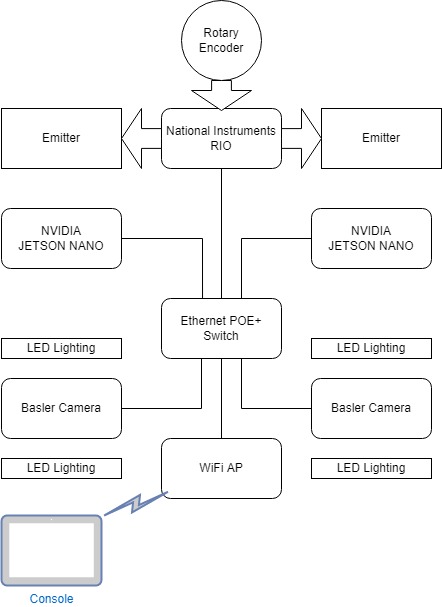 Rotary
Encoder
Emitter
National Instruments
RIO
Emitter
NVIDIA
JETSON NANO
NVIDIA
JETSON NANO
Ethernet POE+
Switch
LED Lighting
LED Lighting
Basler Camera
Basler Camera
LED Lighting
WiFi AP
LED Lighting
Console